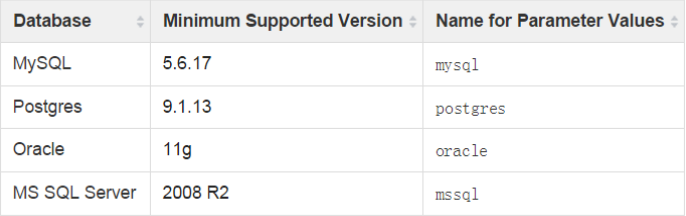 Database Minimum Supported Version Name for Parameter Values
MySQL 5.6.17 mysql
Postgres 9.1.13 postgres
Oracle 11g oracle
MS SQL Server 2008 R2 mssql